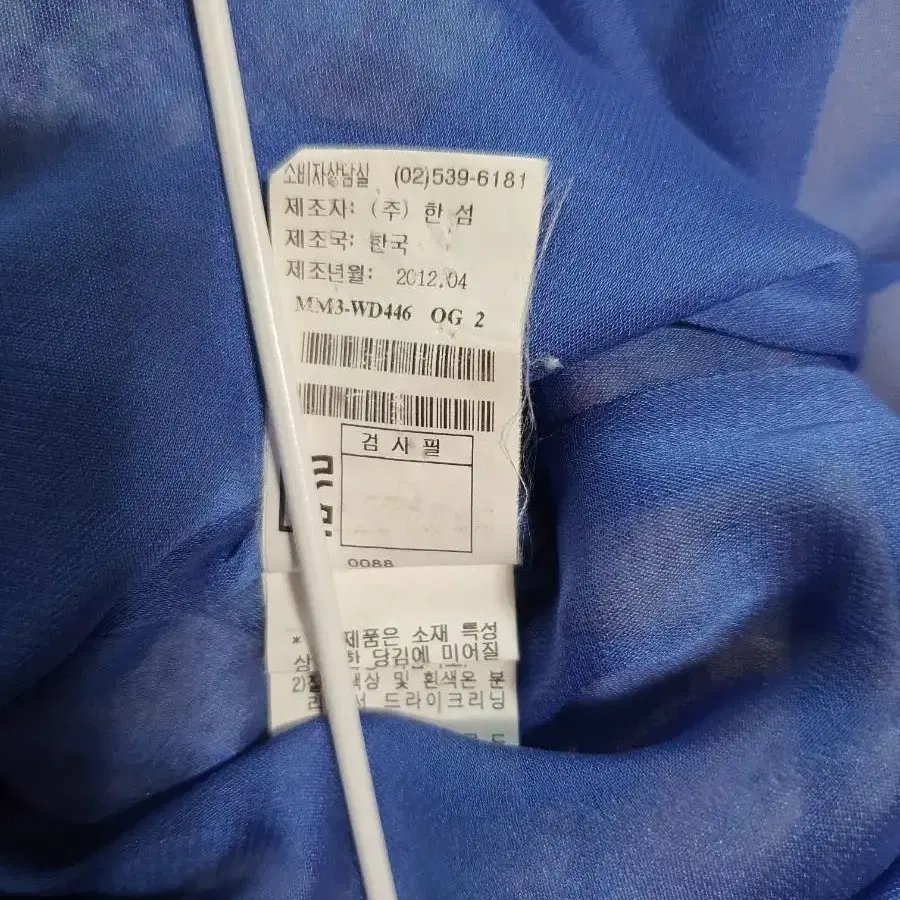 소비자상남실 (02)539-6181
제조자: (주) 한 섬
제조국: 한국
제조년월: 2012.04
MM3-WD446 OG 2
검 사 필
0088
* 제품은 소재 특성
당김에 미어질
2) 색상 및 흰색은 분
드라이크리닝